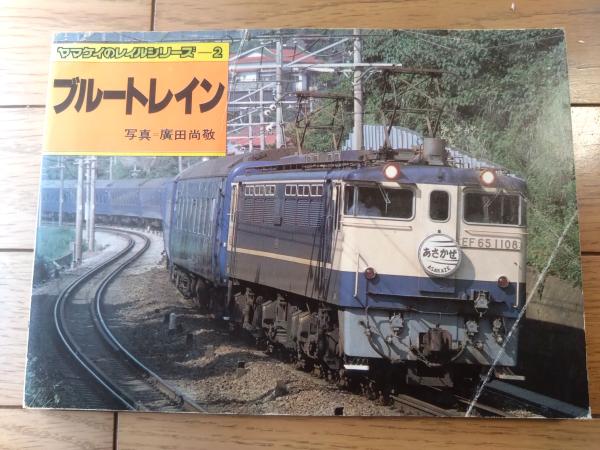 ヤマケイのレイルシリーズ―2
ブルートレイン
写真=廣田尚敬
EF65 1108
あさかぜ
ASAKAZE